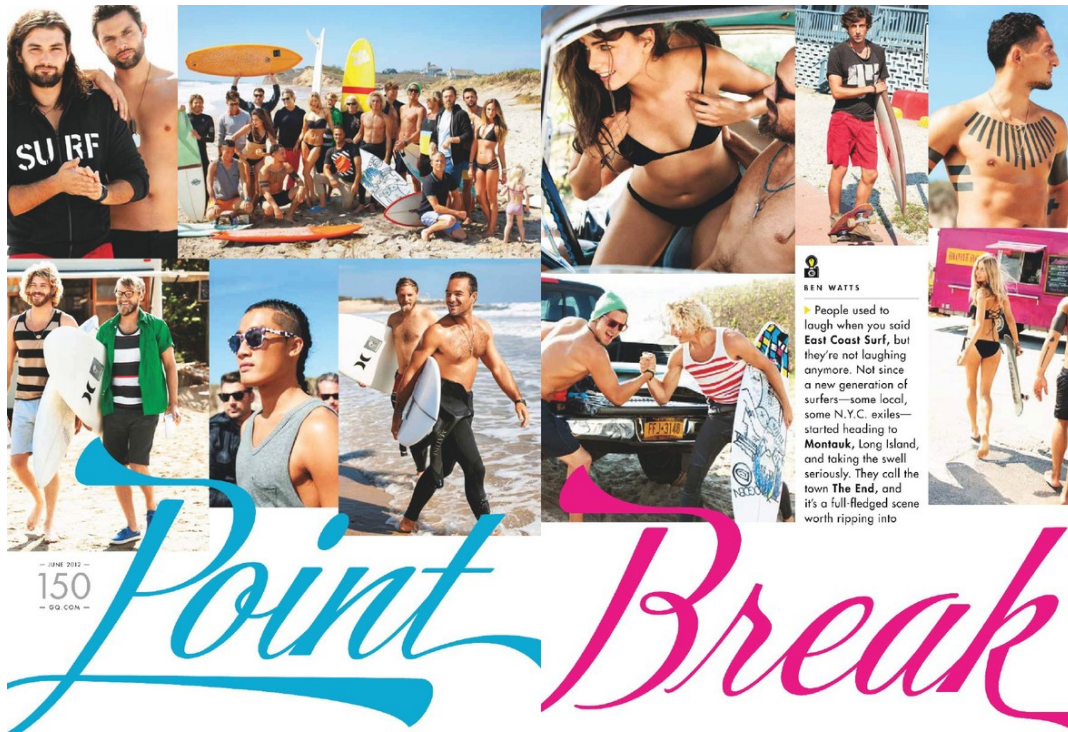 SURF
FFJ-3140
BEN WATTS
People used to
laugh when you said
East Coast Surf, but
they're not laughing
anymore. Not since
a new generation of
surfers—some local,
some N.Y.C. exiles—
started heading to
Montauk, Long Island,
and taking the swell
seriously. They call the
town The End, and
it's a full-fledged scene
worth ripping into
— JUNE 2012 —
150
— GQ.COM —
Point
Break